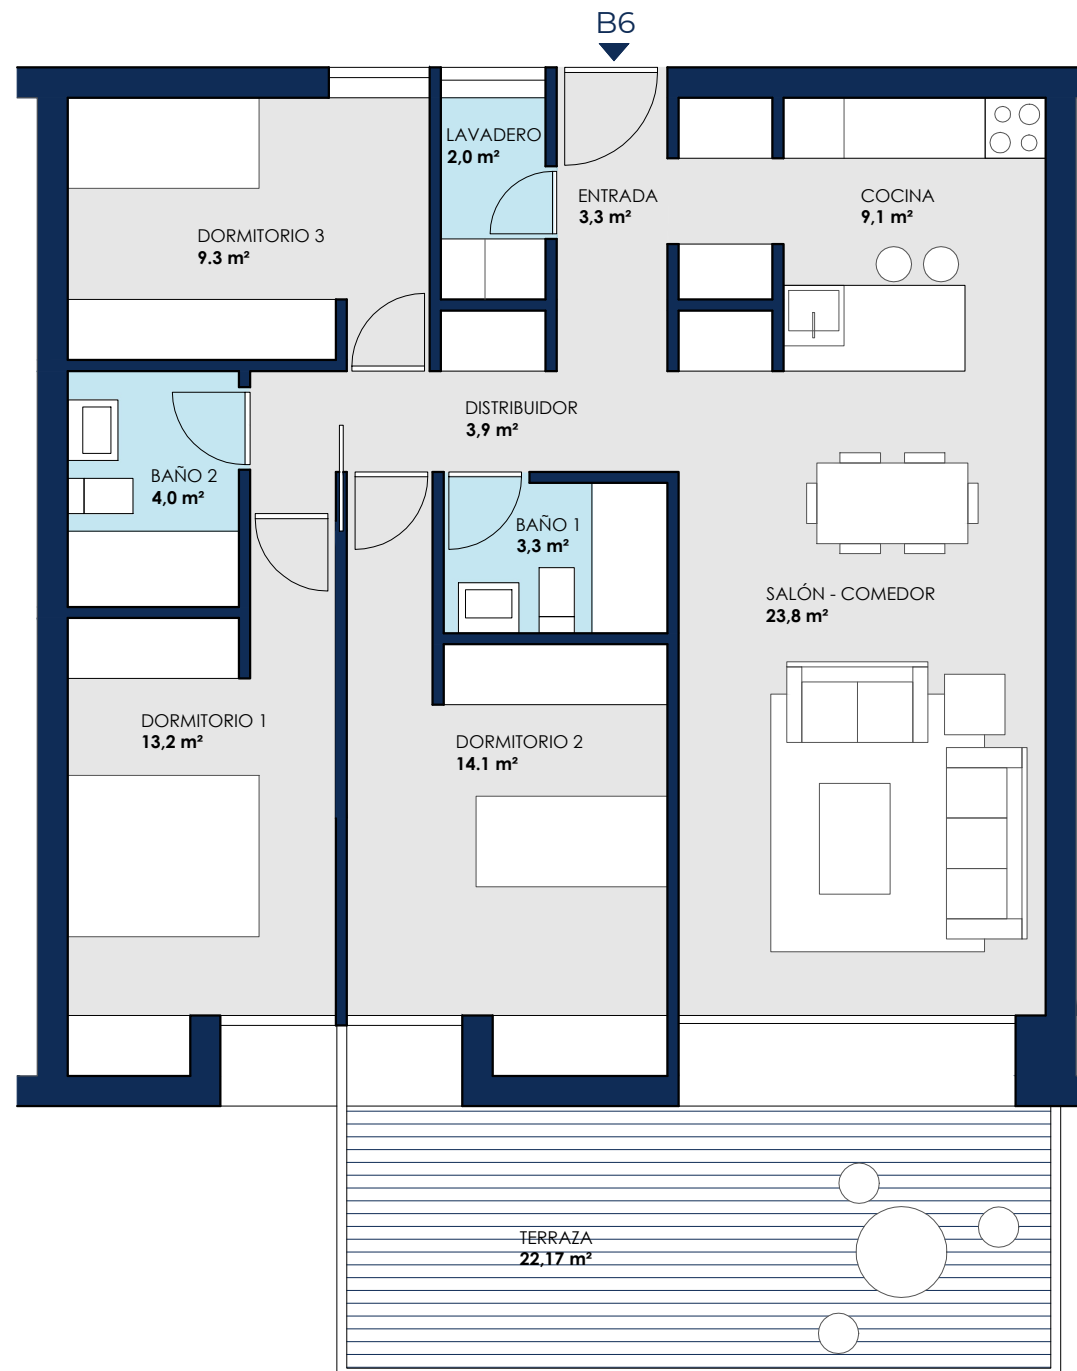 B6
LAVADERO
2,0 m²
ENTRADA
3,3 m²
COCINA
9,1 m²
DORMITORIO 3
9.3 m²
DISTRIBUIDOR
3,9 m²
BAÑO 2
4,0 m²
BAÑO 1
3,3 m²
SALÓN - COMEDOR
23,8 m²
DORMITORIO 1
13,2 m²
DORMITORIO 2
14.1 m²
TERRAZA
22,17 m²